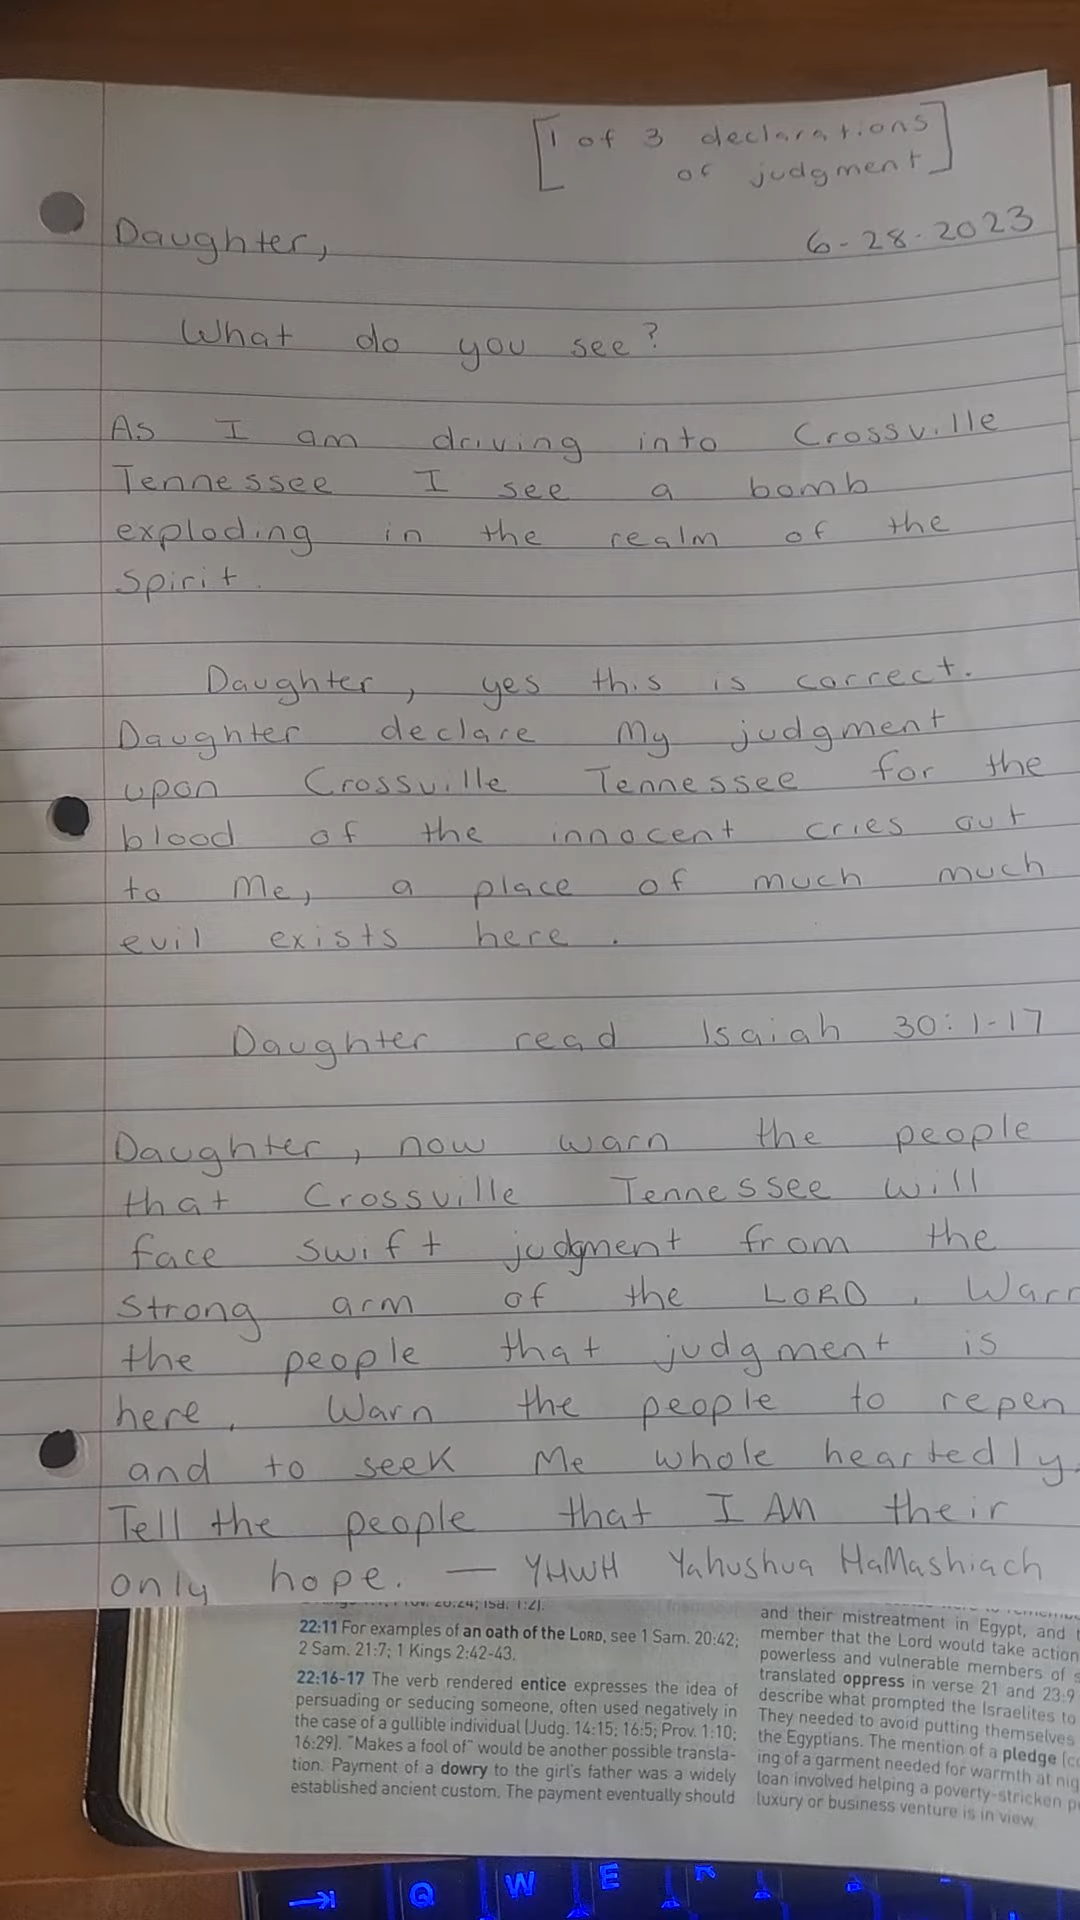 [1 of 3 declarations
of judgment]
Daughter, 6-28-2023
What do you see?
As I am driving into Crossville
Tennessee I see a bomb
exploding in the realm of the
Spirit.
Daughter, yes this is correct.
Daughter declare My judgment
upon Crossville Tennessee for the
blood of the innocent cries out
to Me, a place of much much
evil exists here.
Daughter read Isaiah 30:1-17
Daughter, now warn the people
that Crossville Tennessee will
face swift judgment from the
strong arm of the LORD. Warn
the people that judgment is
here. Warn the people to repen
and to seek Me whole heartedly.
Tell the people that I AM their
only hope. — YHWH Yahushua HaMashiach
22:11 For examples of an oath of the LORD, see 1 Sam. 20:42;
2 Sam. 21:7; 1 Kings 2:42-43.
22:16-17 The verb rendered entice expresses the idea of
persuading or seducing someone, often used negatively in
the case of a gullible individual (Judg. 14:15; 16:5; Prov. 1:10;
16:29). "Makes a fool of" would be another possible transla-
tion. Payment of a dowry to the girl's father was a widely
established ancient custom. The payment eventually should
and their mistreatment in Egypt, and
member that the Lord would take action
powerless and vulnerable members of
translated oppress in verse 21 and 23:9
describe what prompted the Israelites to
They needed to avoid putting themselves
the Egyptians. The mention of a pledge
ing of a garment needed for warmth at
loan involved helping a poverty-stricken
luxury or business venture is in view.
Q W E